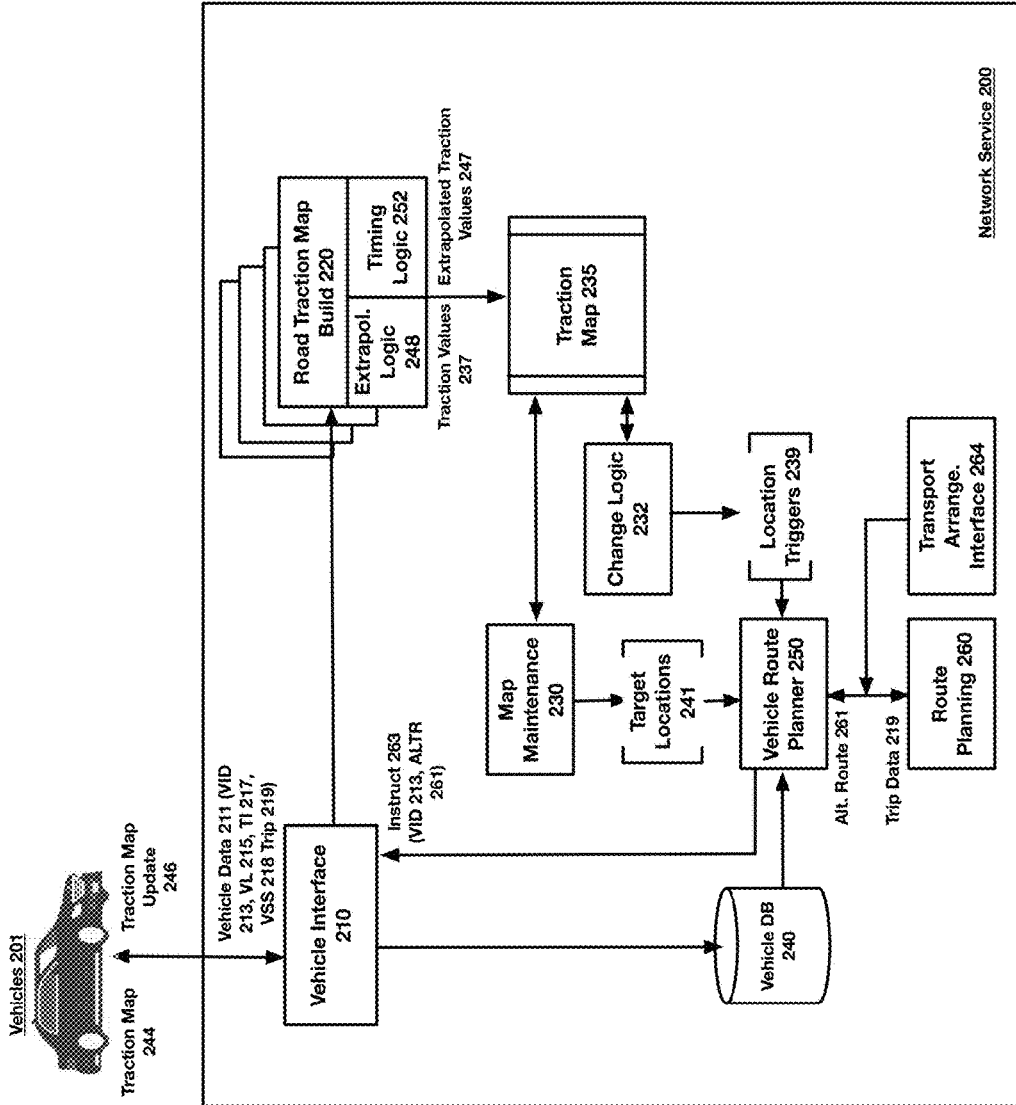 Vehicles 201
Traction Map
244
Traction Map
Update
246
Vehicle Data 211 (VID
213, VL 215, TI 217,
VSS 218 Trip 219)
Vehicle Interface
210
Instruct 263
(VID 213, ALTR
261)
Road Traction Map
Build 220
Extrapol.
Logic
248
Timing
Logic 252
Traction Values
237
Extrapolated Traction
Values 247
Traction
Map 235
Map
Maintenance
230
Change Logic
232
Target
Locations
241
Location
Triggers 239
Vehicle DB
240
Vehicle Route
Planner 250
Alt. Route 261
Trip Data 219
Route
Planning 260
Transport
Arrange.
Interface 264
Network Service 200